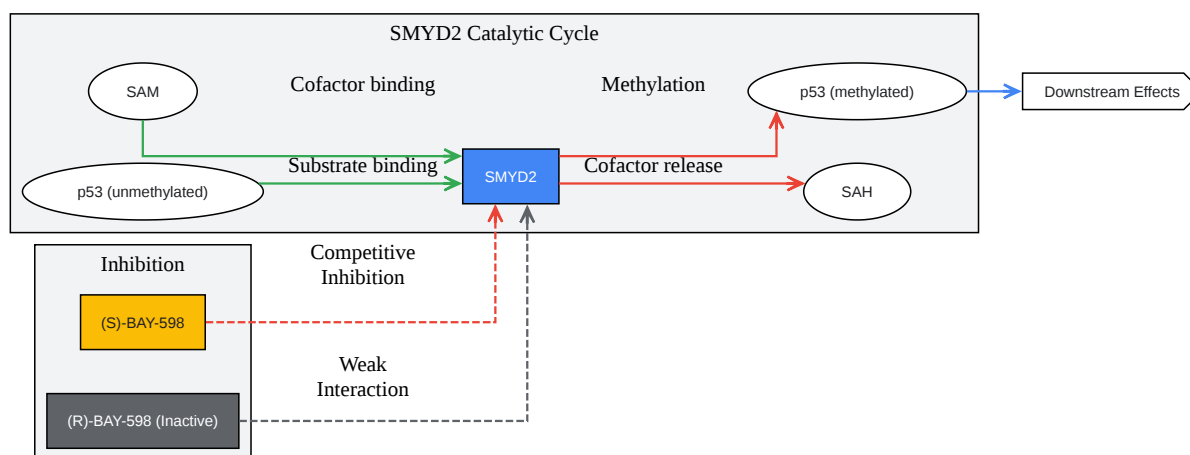 SMYD2 Catalytic Cycle
SAM
Cofactor binding
Methylation
p53 (methylated)
Downstream Effects
p53 (unmethylated)
Substrate binding
SMYD2
Cofactor release
SAH
Inhibition
Competitive
Inhibition
(S)-BAY-598
Weak
Interaction
(R)-BAY-598 (Inactive)